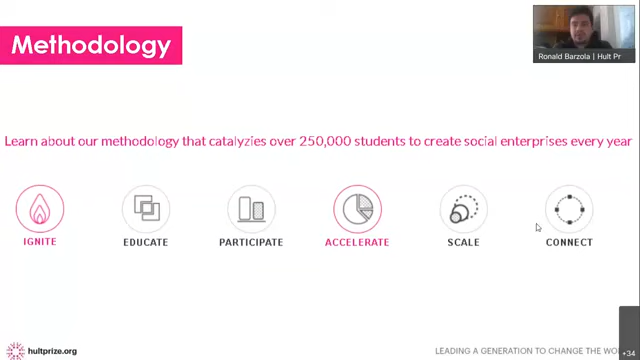 Methodology
Ronald Barzola | Hult Pr
Learn about our methodology that catalyzies over 250,000 students to create social enterprises every year
IGNITE EDUCATE PARTICIPATE ACCELERATE SCALE CONNECT
hultprize.org
LEADING A GENERATION TO CHANGE THE WO
+34